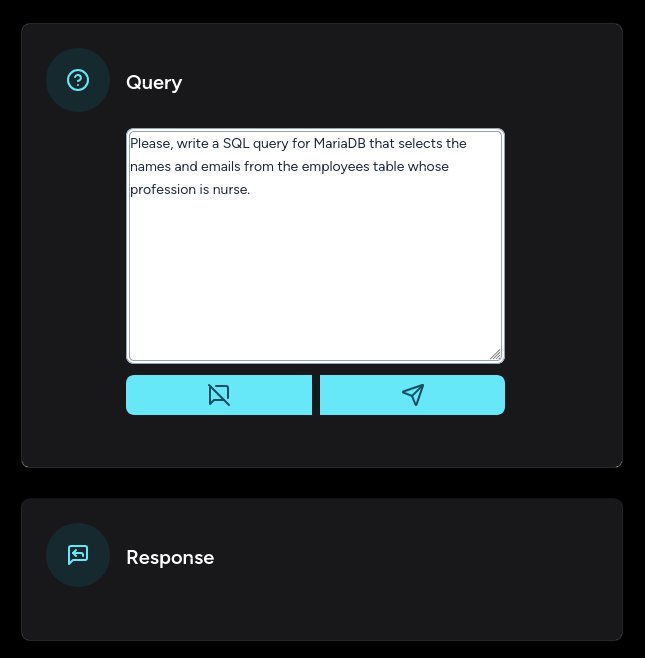 Query
Please, write a SQL query for MariaDB that selects the
names and emails from the employees table whose
profession is nurse.
Response